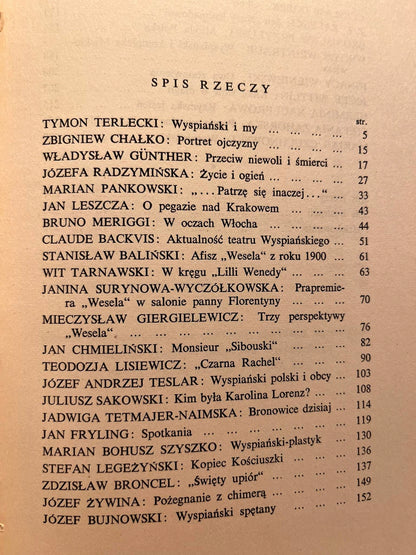 SPIS RZECZY
str.
TYMON TERLECKI: Wyspiański i my ... ... ... ... 5
ZBIGNIEW CHAŁKO: Portret ojczyzny ... ... ... 15
WŁADYSŁAW GÜNTHER: Przeciw niewoli i śmierci ... 17
JÓZEFA RADZYMIŃSKA: Życie i ogień ... ... ... 27
MARIAN PANKOWSKI: „...Patrzę się inaczej...“ ... ... 33
JAN LESZCZA: O pegazie nad Krakowem ... ... ... 43
BRUNO MERIGGI: W oczach Włocha ... ... ... ... 44
CLAUDE BACKVIS: Aktualność teatru Wyspiańskiego ... 51
STANISŁAW BALIŃSKI: Afisz „Wesela“ z roku 1900 ... 61
WIT TARNAWSKI: W kręgu „Lilli Wenedy“ ... ... ... 63
JANINA SURYNOWA-WYCZÓŁKOWSKA: Prapremie-
ra „Wesela“ w salonie panny Florentyny ... ... 70
MIECZYSŁAW GIERGIELEWICZ: Trzy perspektywy
„Wesela“ ... ... ... ... ... ... ... ... 76
JAN CHMIELIŃSKI: Monsieur „Sibouski“ ... ... ... 82
TEODOZJA LISIEWICZ: „Czarna Rachel“ ... ... ... 90
JÓZEF ANDRZEJ TESLAR: Wyspiański polski i obcy ... 103
JULIUSZ SAKOWSKI: Kim była Karolina Lorenz? ... ... 108
JADWIGA TETMAJER-NAIMSKA: Bronowice dzisiaj ... 114
JAN FRYLING: Spotkania ... ... ... ... ... ... 119
MARIAN BOHUSZ SZYSZKO: Wyspiański-plastyk ... 130
STEFAN LEGEŻYŃSKI: Kopiec Kościuszki ... ... ... 136
ZDZISŁAW BRONCEL: „Święty upiór“ ... ... ... ... 137
JÓZEF ŻYWINA: Pożegnanie z chimerą ... ... ... 149
JÓZEF BUJNOWSKI: Wyspiański spętany ... ... ... 152